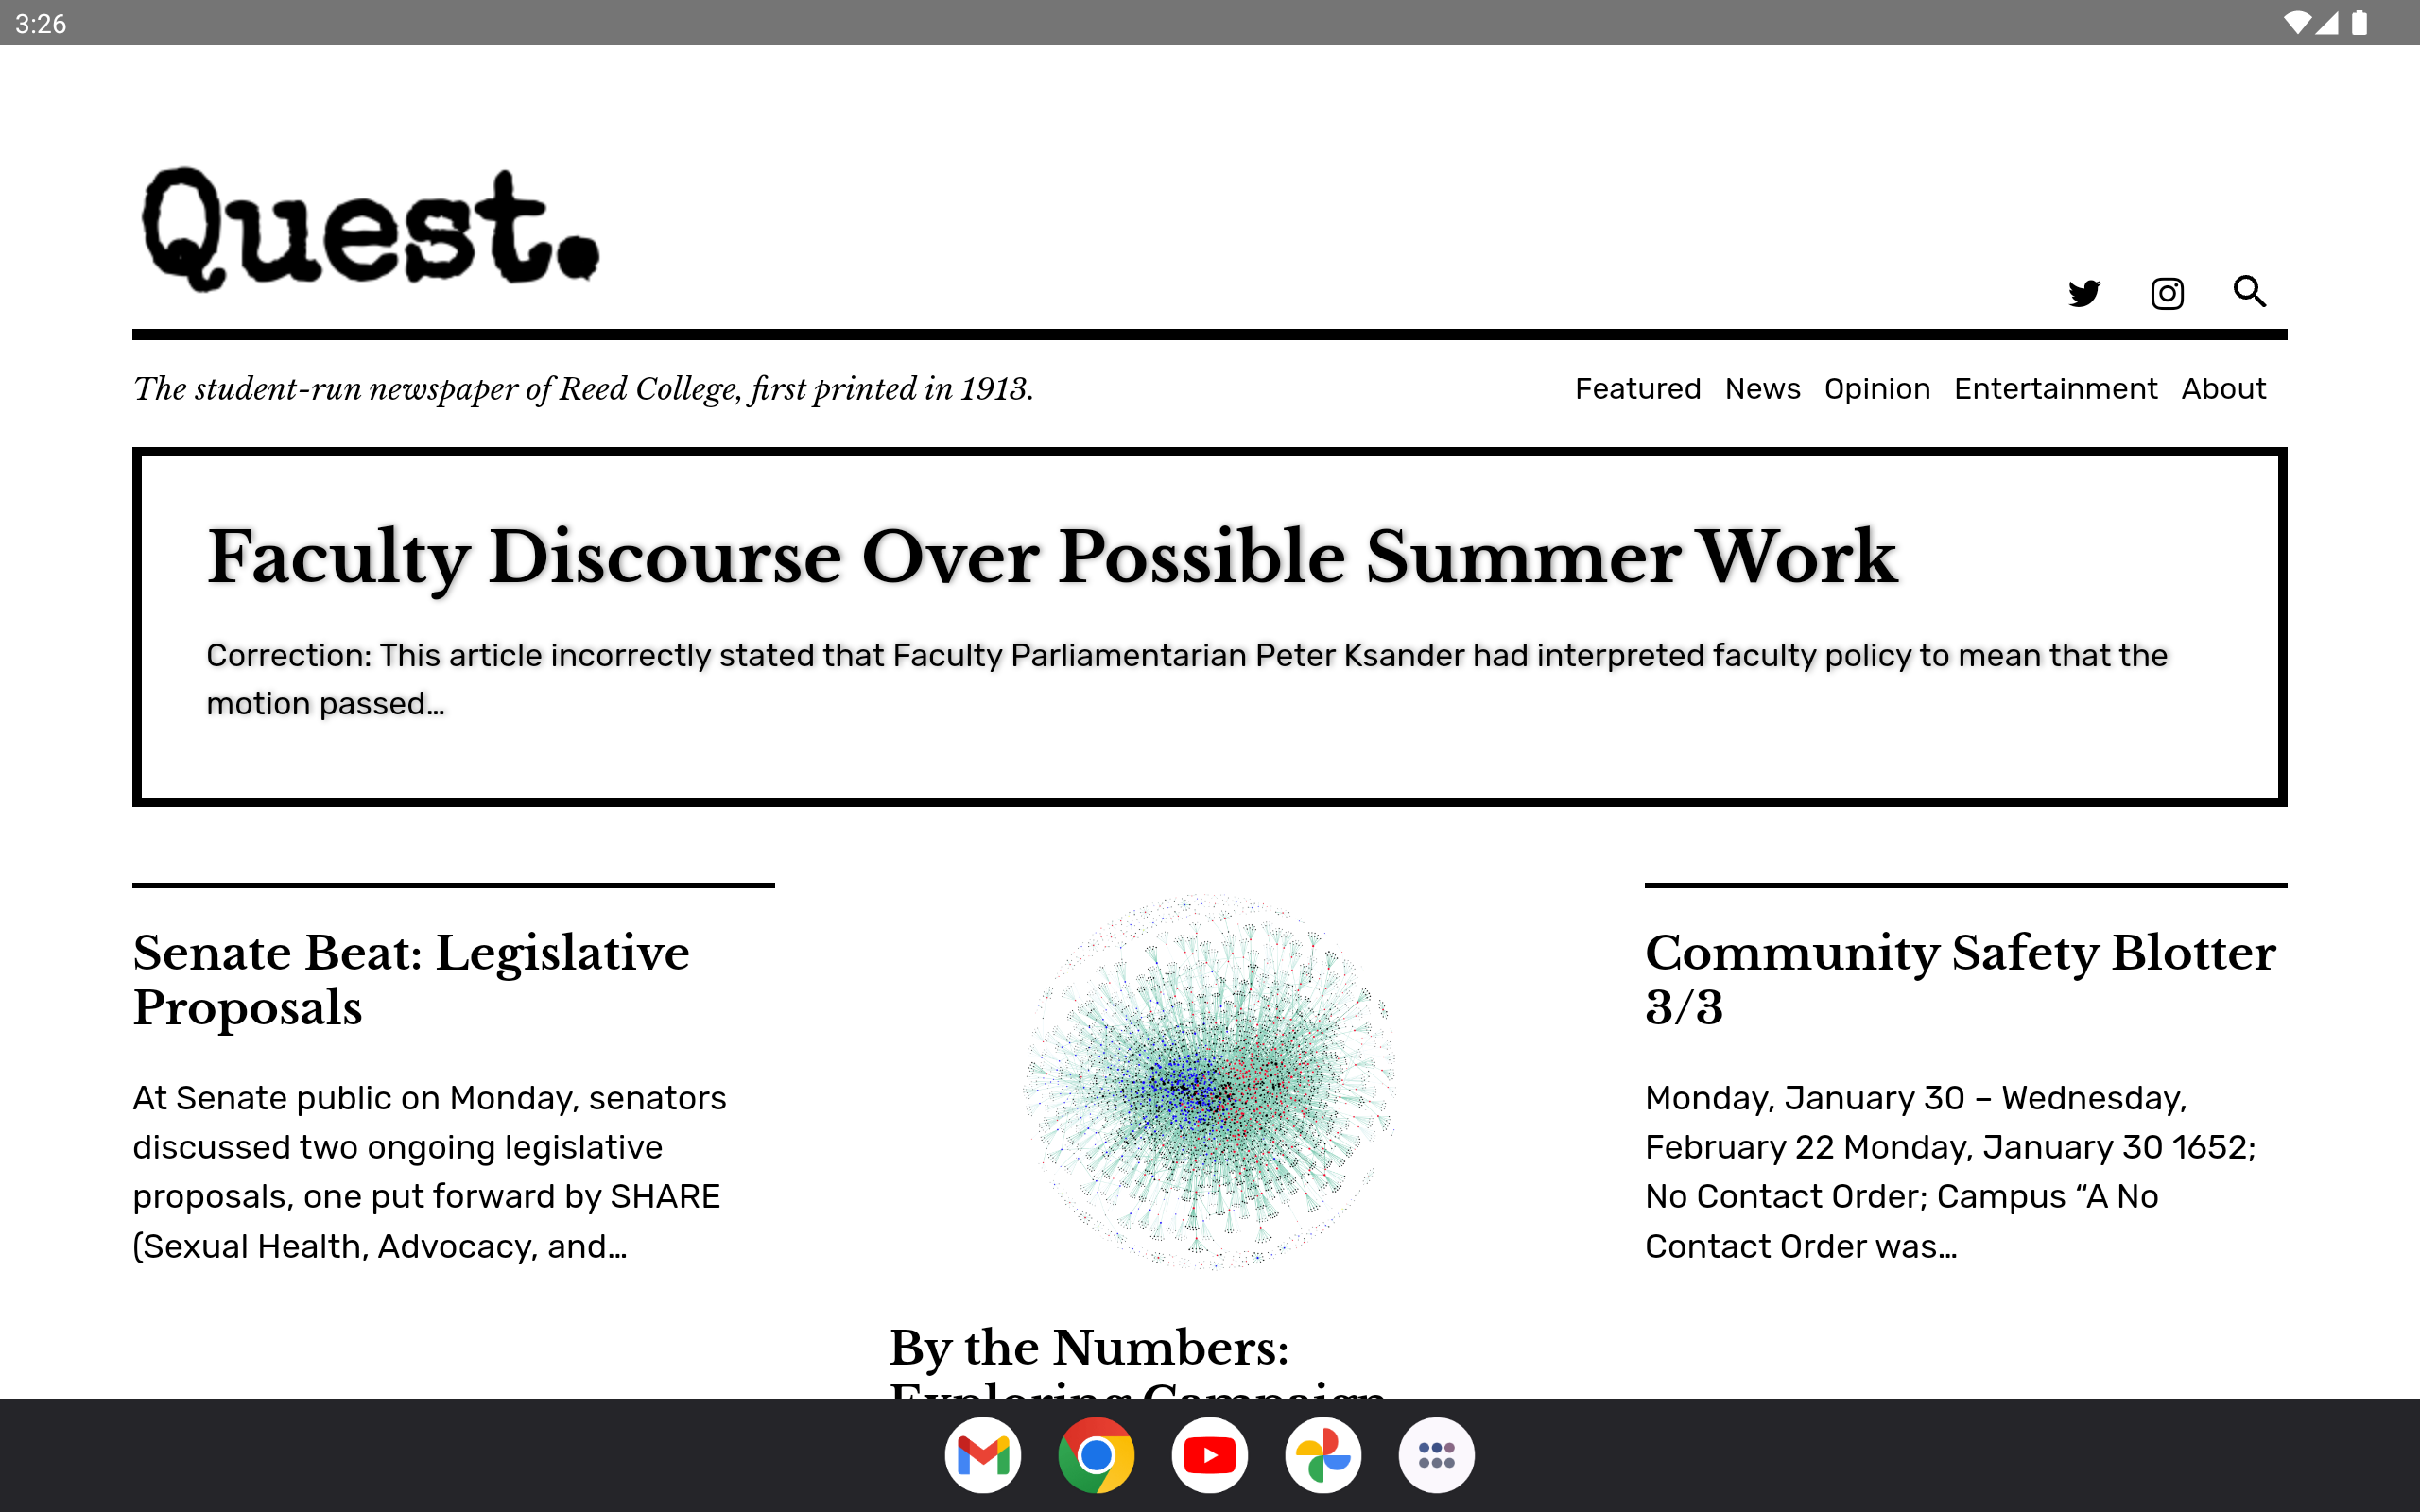 3:26
Quest.
The student-run newspaper of Reed College, first printed in 1913.
Featured News Opinion Entertainment About
Faculty Discourse Over Possible Summer Work
Correction: This article incorrectly stated that Faculty Parliamentarian Peter Ksander had interpreted faculty policy to mean that the
motion passed…
Senate Beat: Legislative
Proposals
At Senate public on Monday, senators
discussed two ongoing legislative
proposals, one put forward by SHARE
(Sexual Health, Advocacy, and…
By the Numbers:
Exploring Campaign
Community Safety Blotter
3/3
Monday, January 30 – Wednesday,
February 22 Monday, January 30 1652;
No Contact Order; Campus “A No
Contact Order was…